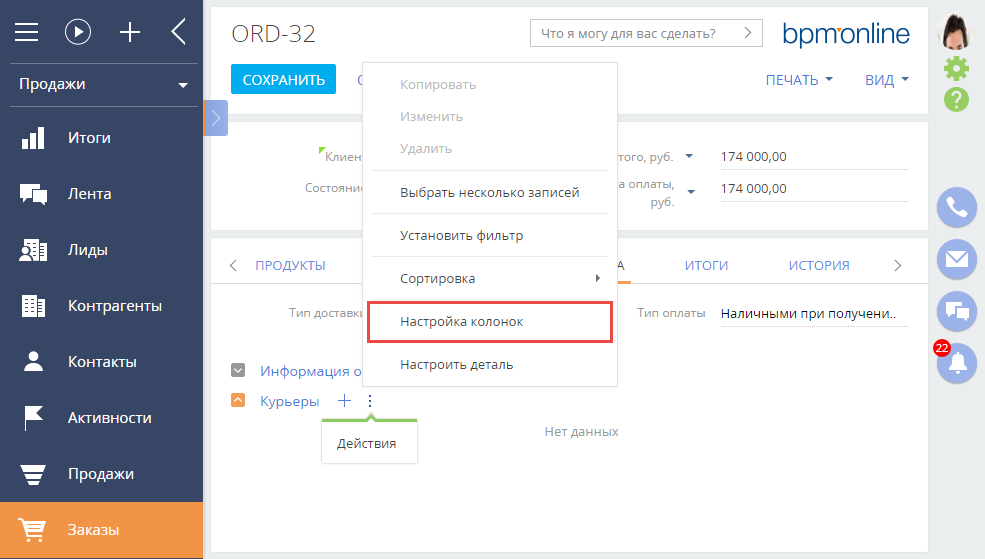 ORD-32
Что я могу для вас сделать?
bpmonline
СОХРАНИТЬ
ПЕЧАТЬ
ВИД
Продажи
Итоги
Лента
Лиды
Контрагенты
Контакты
Активности
Продажи
Заказы
Копировать
Изменить
Удалить
Выбрать несколько записей
Установить фильтр
Сортировка
Настройка колонок
Настроить деталь
Клиен
Состояние
того, руб.
174 000,00
а оплаты,
руб.
174 000,00
ПРОДУКТЫ
А
ИТОГИ
ИСТОРИЯ
Тип доставк
Тип оплаты
Наличными при получени..
Информация о
Курьеры
Действия
Нет данных
22